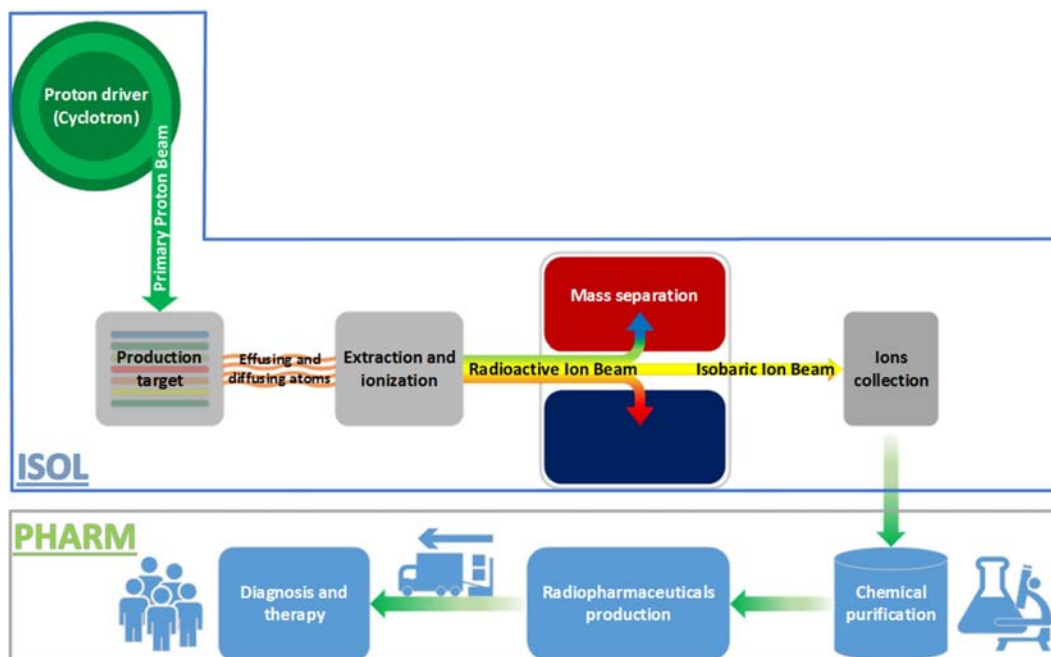 Proton driver
(Cyclotron)
Primary Proton Beam
Production
target
Effusing and
diffusing atoms
Extraction and
ionization
Radioactive Ion Beam
Mass separation
Isobaric Ion Beam
Ions
collection
ISOL
PHARM
Diagnosis and
therapy
Radiopharmaceuticals
production
Chemical
purification